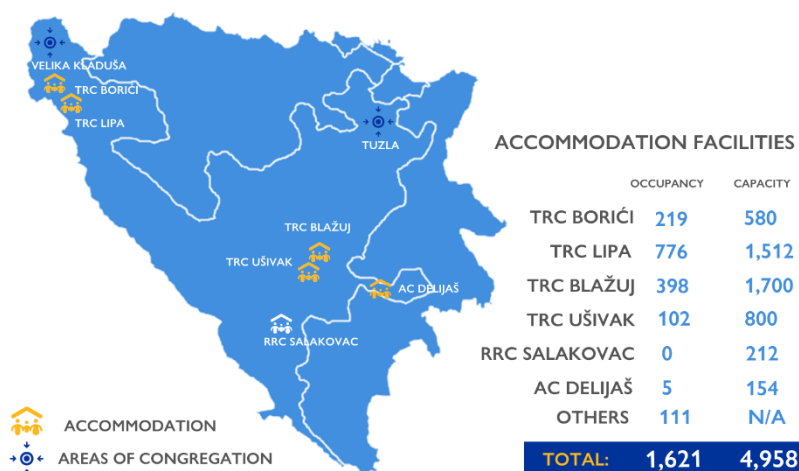 VELIKA KLADUŠA
TRC BORIĆI
TRC LIPA
TUZLA
TRC BLAŽUJ
TRC UŠIVAK
AC DELIJAŠ
RRC SALAKOVAC
ACCOMMODATION
AREAS OF CONGREGATION
ACCOMMODATION FACILITIES
OCCUPANCY CAPACITY
TRC BORIĆI 219 580
TRC LIPA 776 1,512
TRC BLAŽUJ 398 1,700
TRC UŠIVAK 102 800
RRC SALAKOVAC 0 212
AC DELIJAŠ 5 154
OTHERS 111 N/A
TOTAL: 1,621 4,958